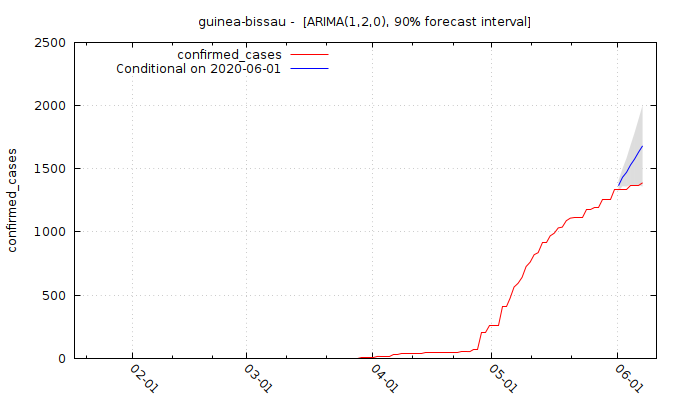 guinea-bissau -  [ARIMA(1,2,0), 90% forecast interval]
confirmed_cases
Conditional on 2020-06-01
2500
2000
1500
1000
500
0
confirmed_cases
02-01
03-01
04-01
05-01
06-01